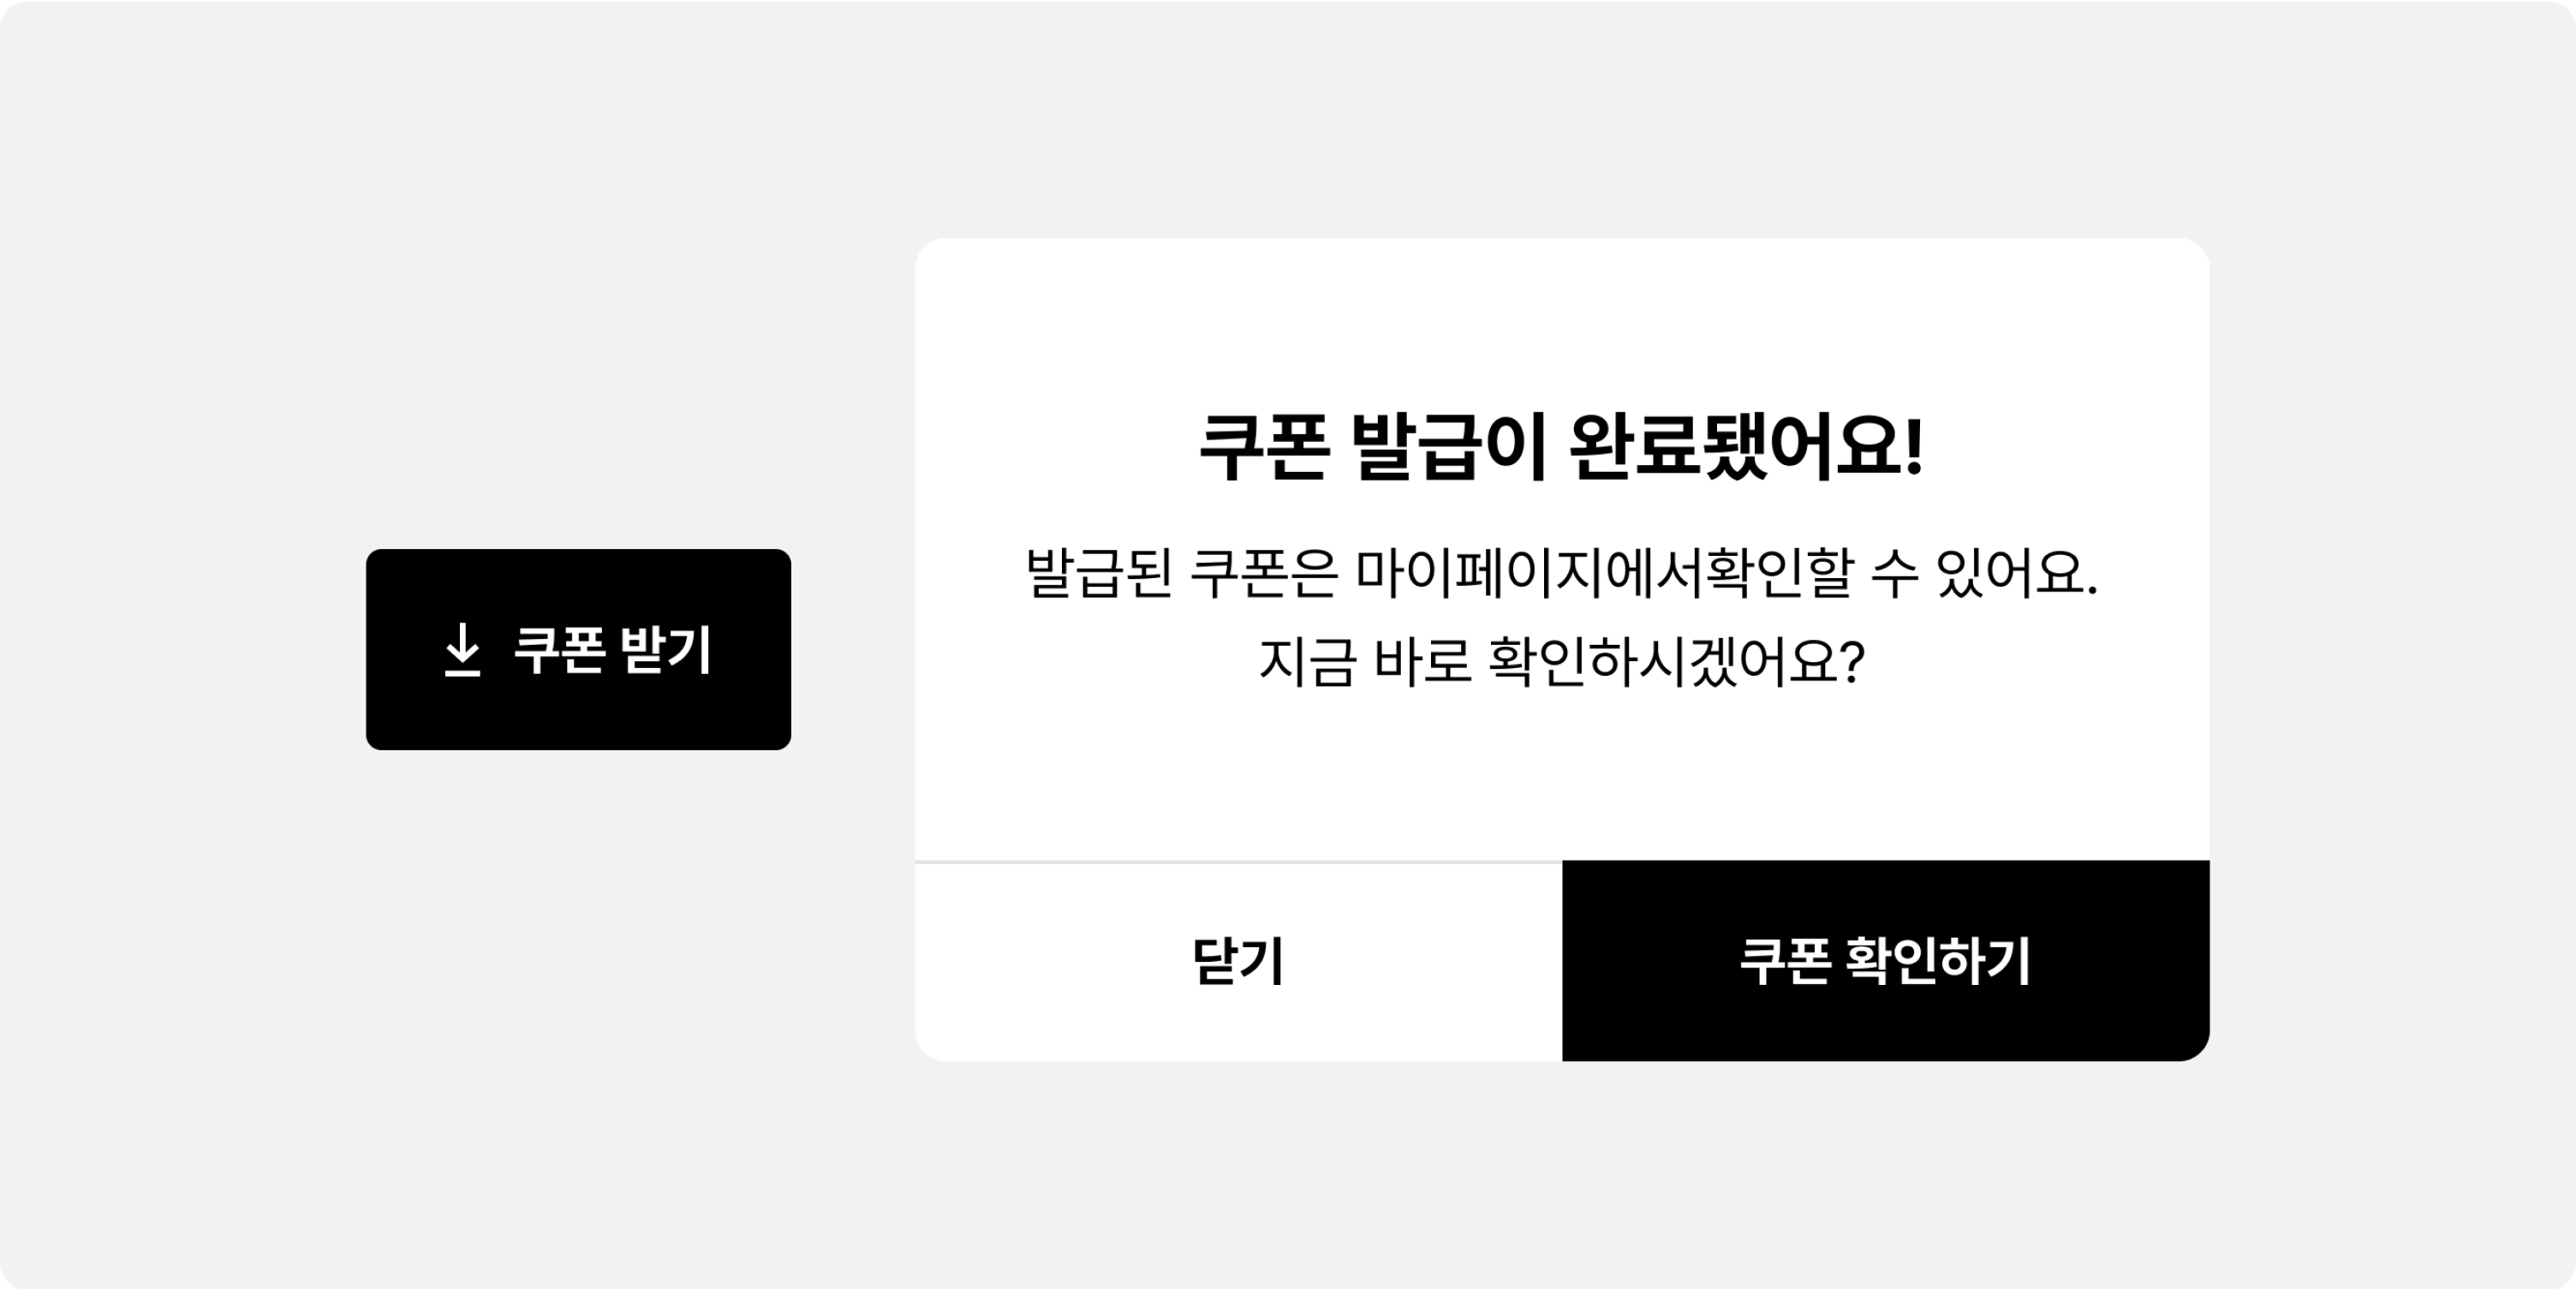 쿠폰 받기
쿠폰 발급이 완료됐어요!
발급된 쿠폰은 마이페이지에서확인할 수 있어요.
지금 바로 확인하시겠어요?
닫기
쿠폰 확인하기